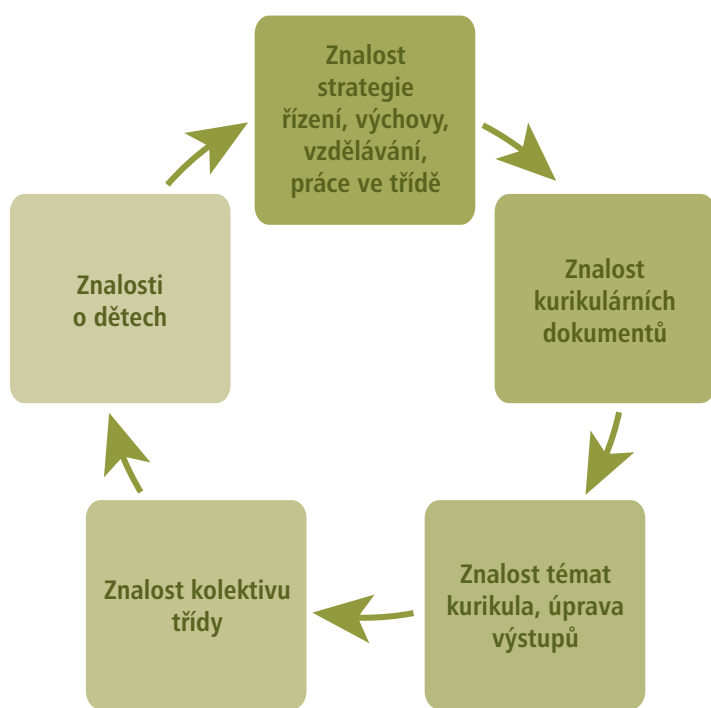 Znalost
strategie
řízení, výchovy,
vzdělávání,
práce ve třídě
Znalost
kurikulárních
dokumentů
Znalost témat
kurikula, úprava
výstupů
Znalost kolektivu
třídy
Znalosti
o dětech